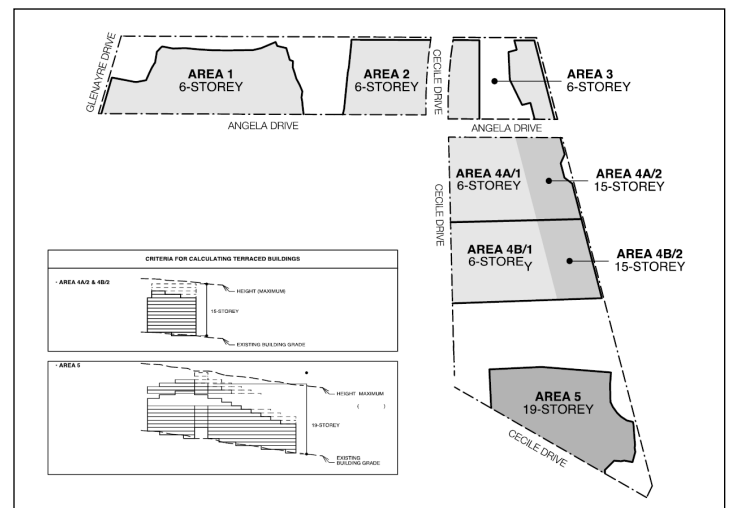 GLENAYRE DRIVE
AREA 1
6-STOREY
AREA 2
6-STOREY
CECILE DRIVE
AREA 3
6-STOREY
ANGELA DRIVE
ANGELA DRIVE
CECILE DRIVE
AREA 4A/1
6-STOREY
AREA 4A/2
15-STOREY
AREA 4B/1
6-STOREY
AREA 4B/2
15-STOREY
CRITERIA FOR CALCULATING TERRACED BUILDINGS
- AREA 4A/2 & 4B/2
HEIGHT (MAXIMUM)
15-STOREY
EXISTING BUILDING GRADE
- AREA 5
HEIGHT MAXIMUM
( )
19-STOREY
EXISTING
BUILDING GRADE
AREA 5
19-STOREY
CECILE DRIVE